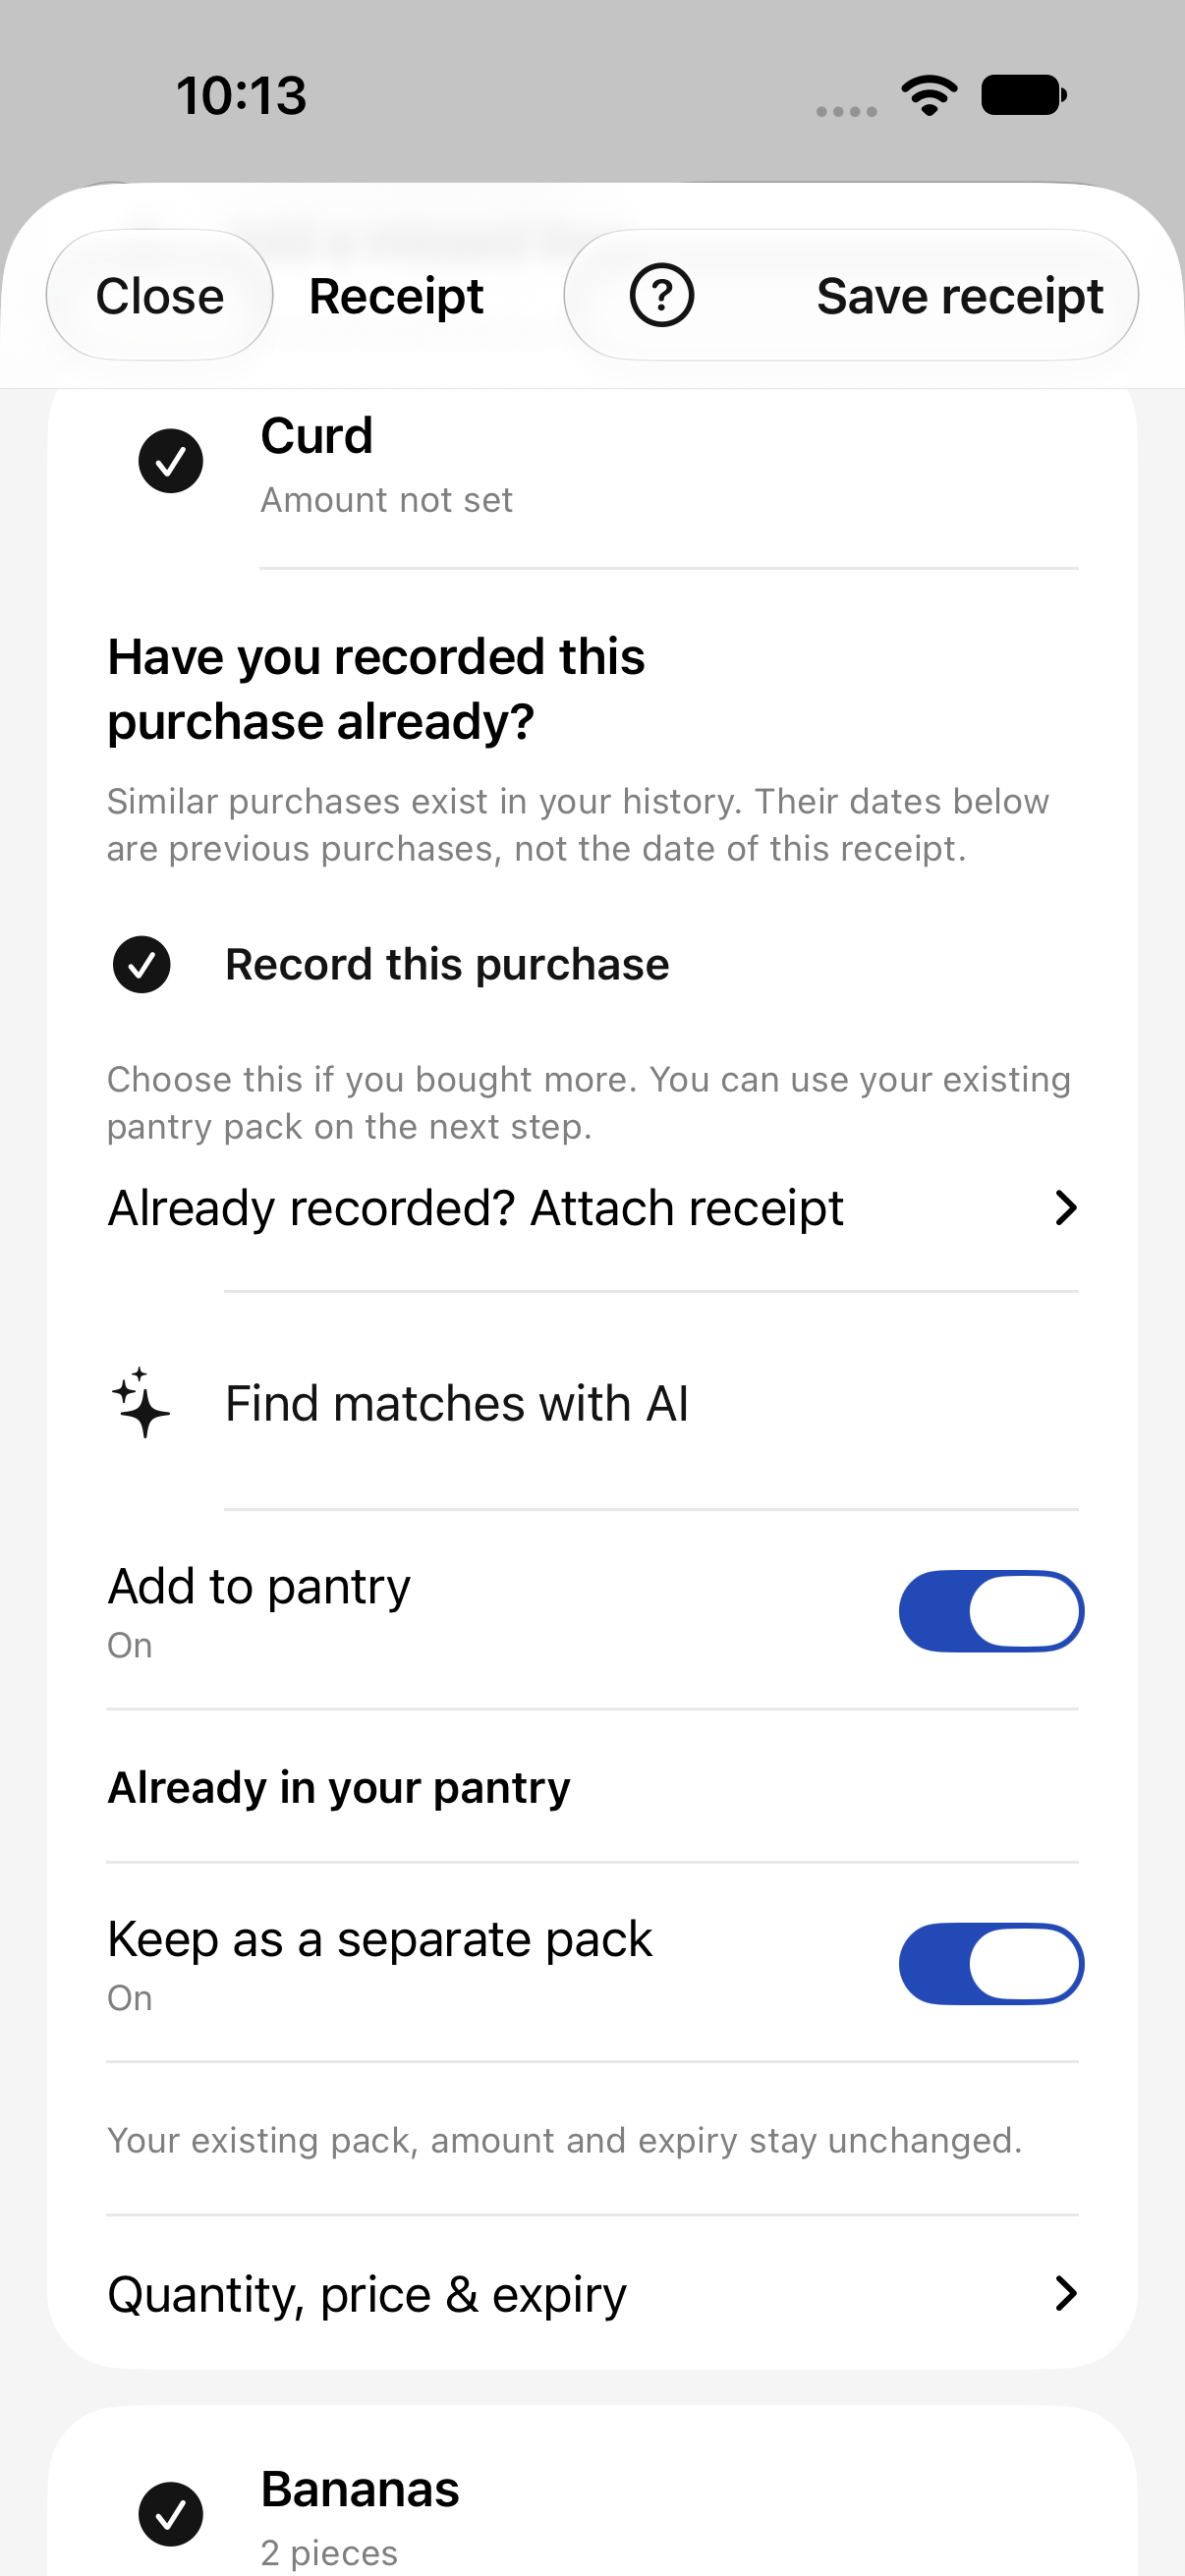 10:13
Close
Receipt
?
Save receipt
Curd
Amount not set
Have you recorded this
purchase already?
Similar purchases exist in your history. Their dates below
are previous purchases, not the date of this receipt.
Record this purchase
Choose this if you bought more. You can use your existing
pantry pack on the next step.
Already recorded? Attach receipt
Find matches with AI
Add to pantry
On
Already in your pantry
Keep as a separate pack
On
Your existing pack, amount and expiry stay unchanged.
Quantity, price & expiry
Bananas
2 pieces